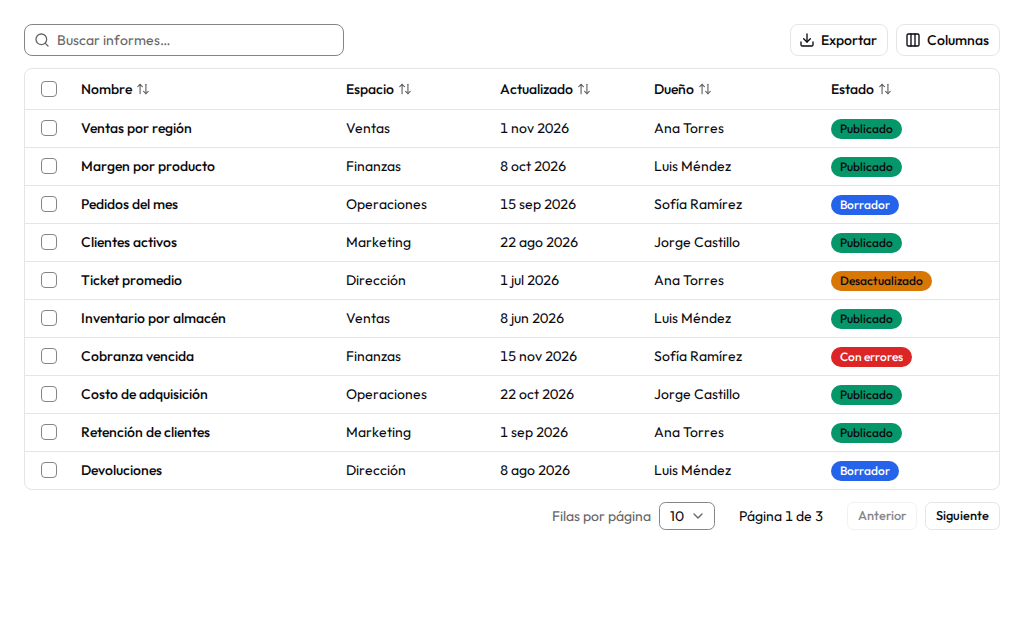 Buscar informes...
Exportar
Columnas
Nombre Espacio Actualizado Dueño Estado
Ventas por región Ventas 1 nov 2026 Ana Torres Publicado
Margen por producto Finanzas 8 oct 2026 Luis Méndez Publicado
Pedidos del mes Operaciones 15 sep 2026 Sofía Ramírez Borrador
Clientes activos Marketing 22 ago 2026 Jorge Castillo Publicado
Ticket promedio Dirección 1 jul 2026 Ana Torres Desactualizado
Inventario por almacén Ventas 8 jun 2026 Luis Méndez Publicado
Cobranza vencida Finanzas 15 nov 2026 Sofía Ramírez Con errores
Costo de adquisición Operaciones 22 oct 2026 Jorge Castillo Publicado
Retención de clientes Marketing 1 sep 2026 Ana Torres Publicado
Devoluciones Dirección 8 ago 2026 Luis Méndez Borrador
Filas por página 10 Página 1 de 3 Anterior Siguiente